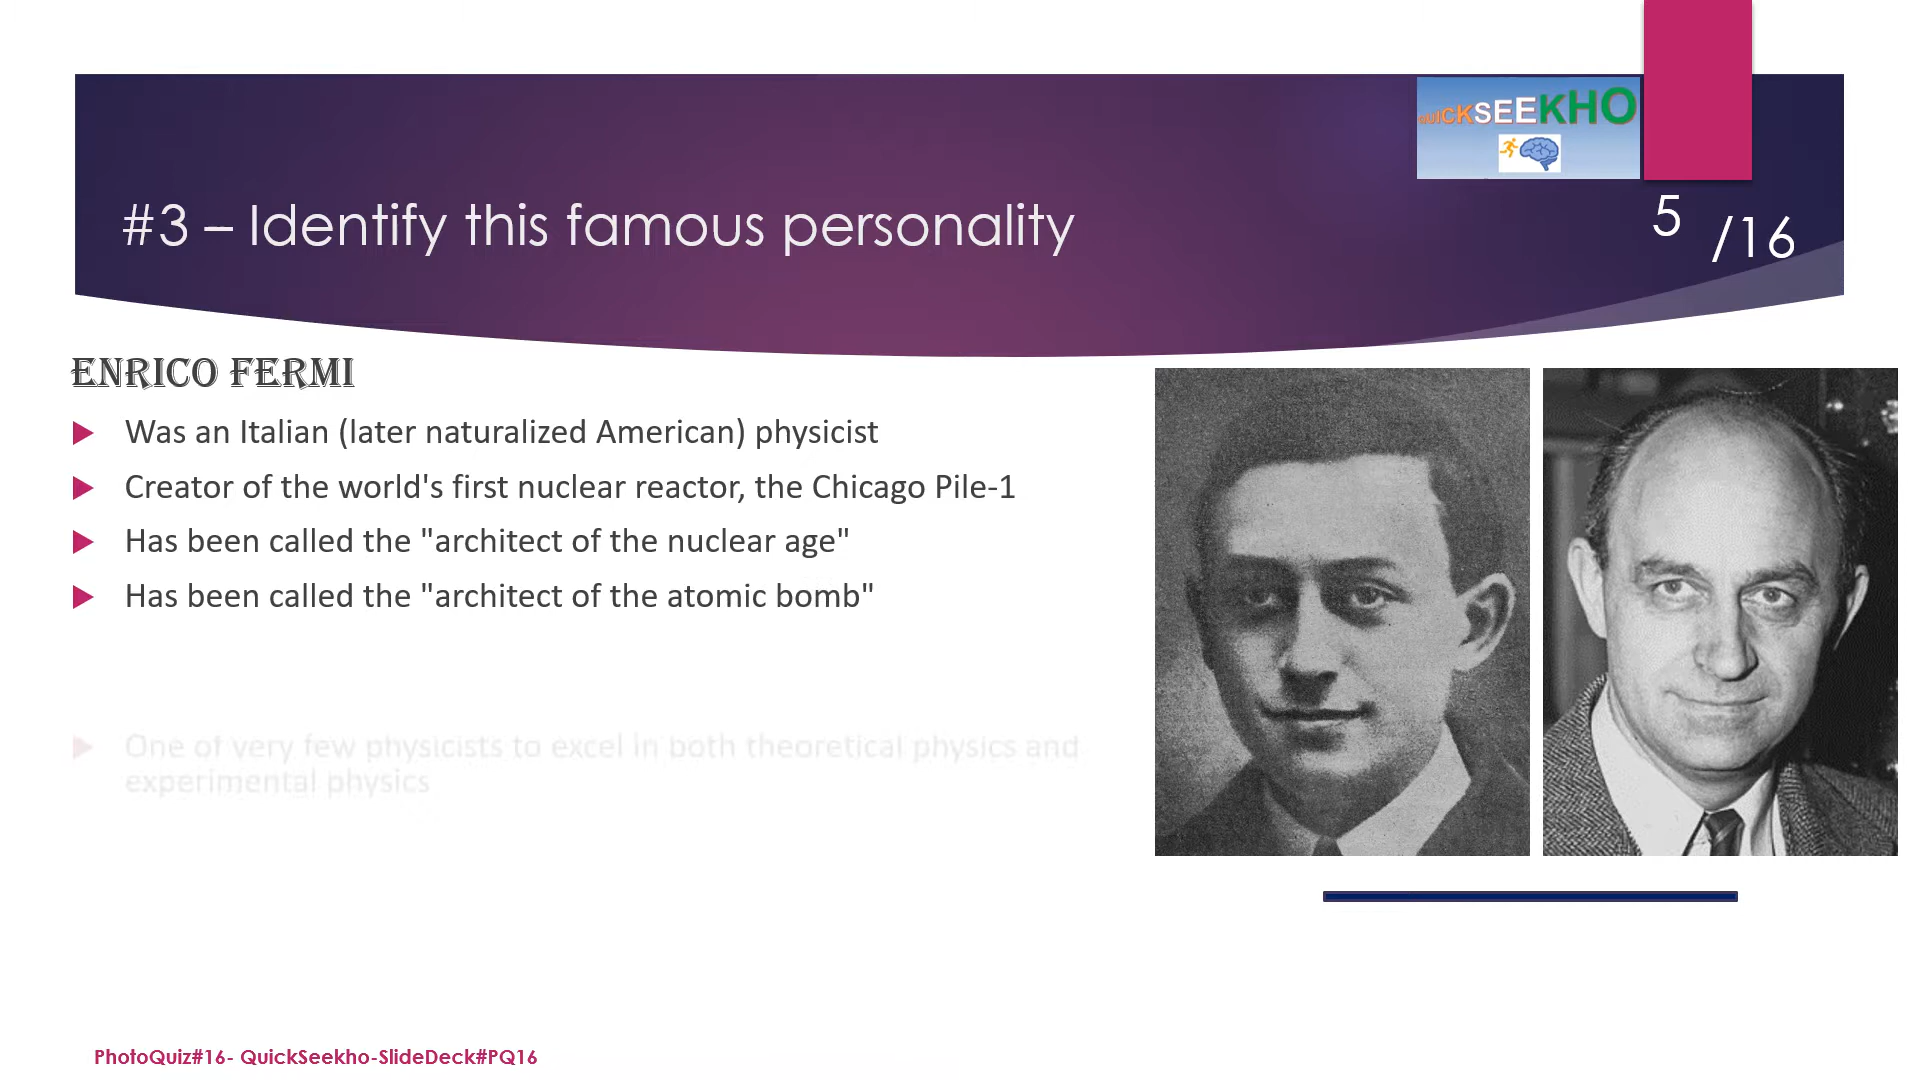 QUICKSEEKHO
#3 – Identify this famous personality
5 /16
ENRICO FERMI
Was an Italian (later naturalized American) physicist
Creator of the world's first nuclear reactor, the Chicago Pile-1
Has been called the "architect of the nuclear age"
Has been called the "architect of the atomic bomb"
One of very few physicists to excel in both theoretical physics and
experimental physics
PhotoQuiz#16- QuickSeekho-SlideDeck#PQ16